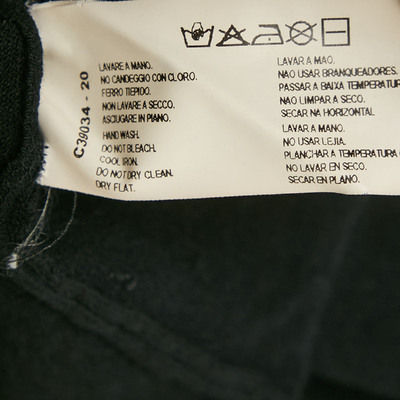 C39034 - 20
LAVARE A MANO.
NO CANDEGGIO CON CLORO.
FERRO TIEPIDO.
NON LAVARE A SECCO.
ASCIUGARE IN PIANO.
HAND WASH.
DO NOT BLEACH.
COOL IRON.
DO NOT DRY CLEAN.
DRY FLAT.
LAVAR A MAO.
NAO USAR BRANQUEADORES.
PASSAR A BAIXA TEMPERATUR
NAO LIMPAR A SECO.
SECAR NA HORIZONTAL
LAVAR A MANO.
NO USAR LEJIA.
PLANCHAR A TEMPERATURA
NO LAVAR EN SECO.
SECAR EN PLANO.